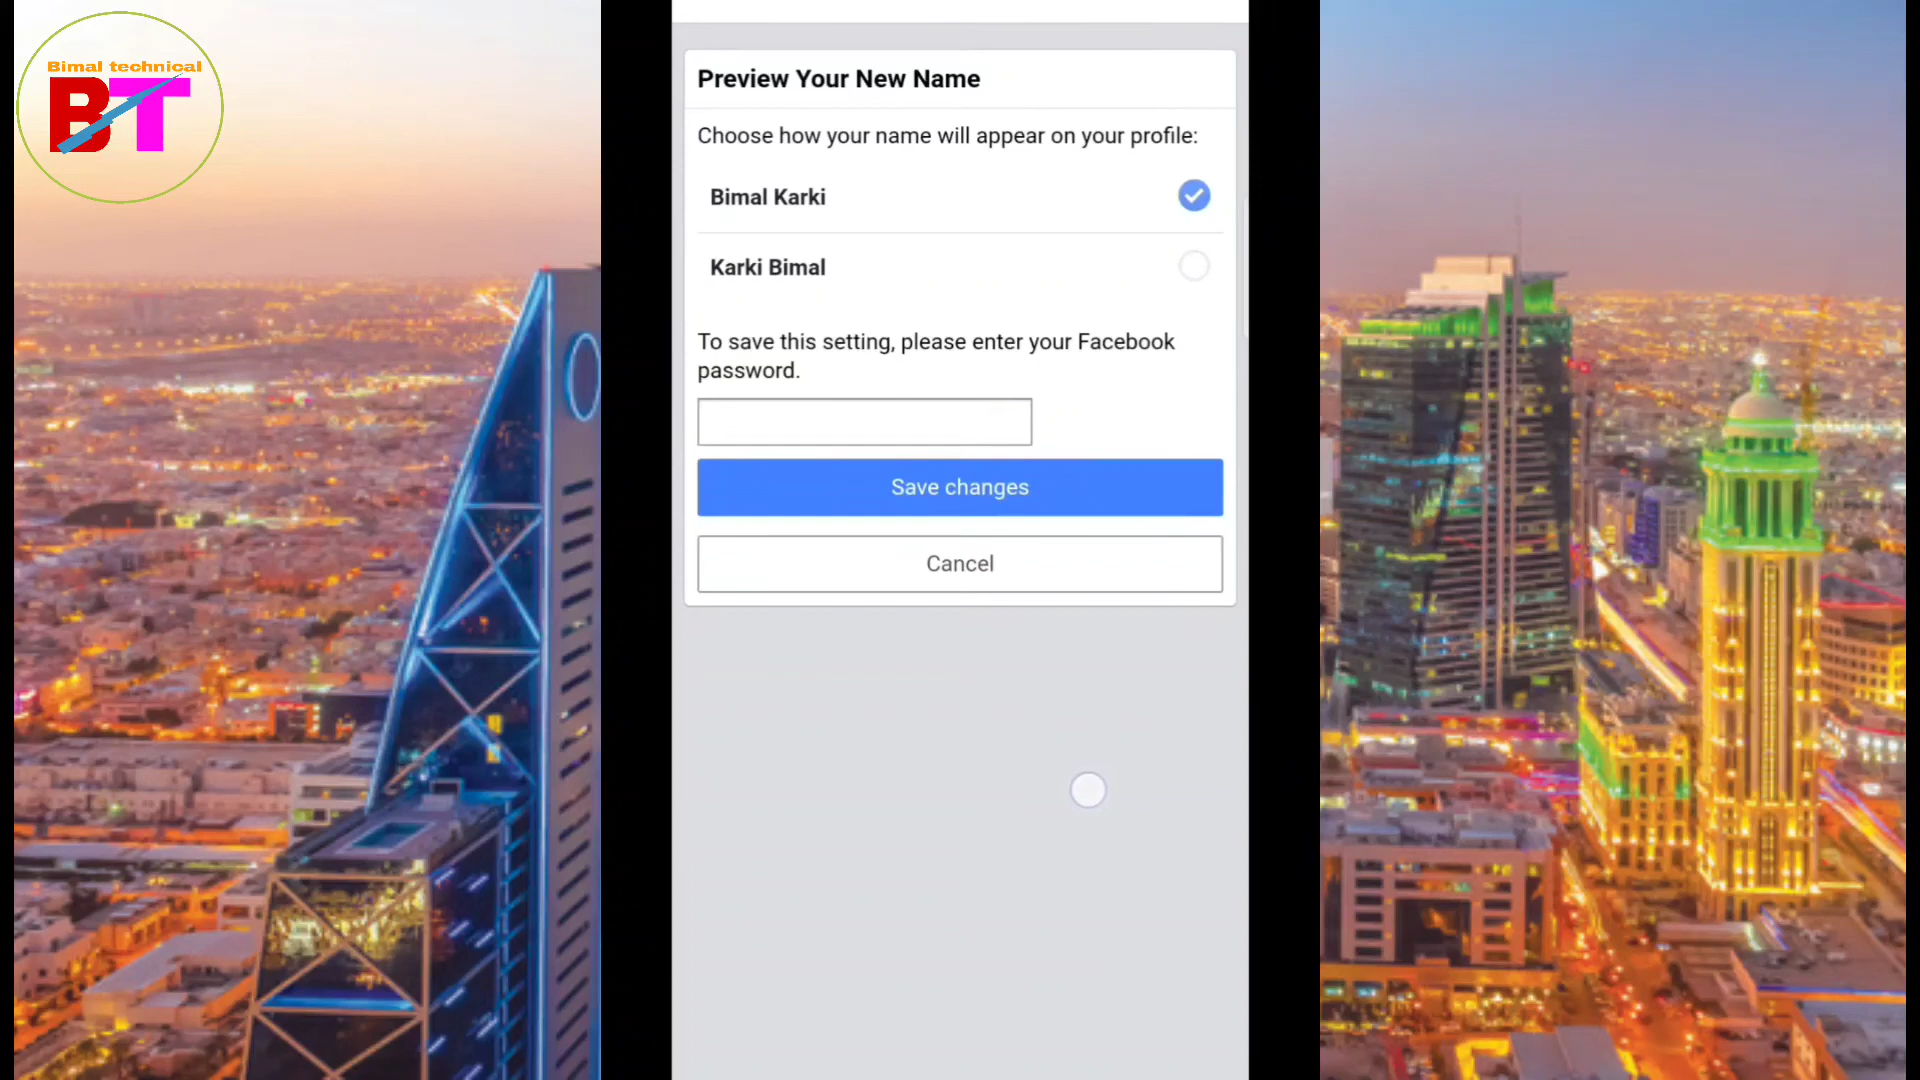 Bimal technical
BT
Preview Your New Name
Choose how your name will appear on your profile:
Bimal Karki
Karki Bimal
To save this setting, please enter your Facebook
password.
Save changes
Cancel